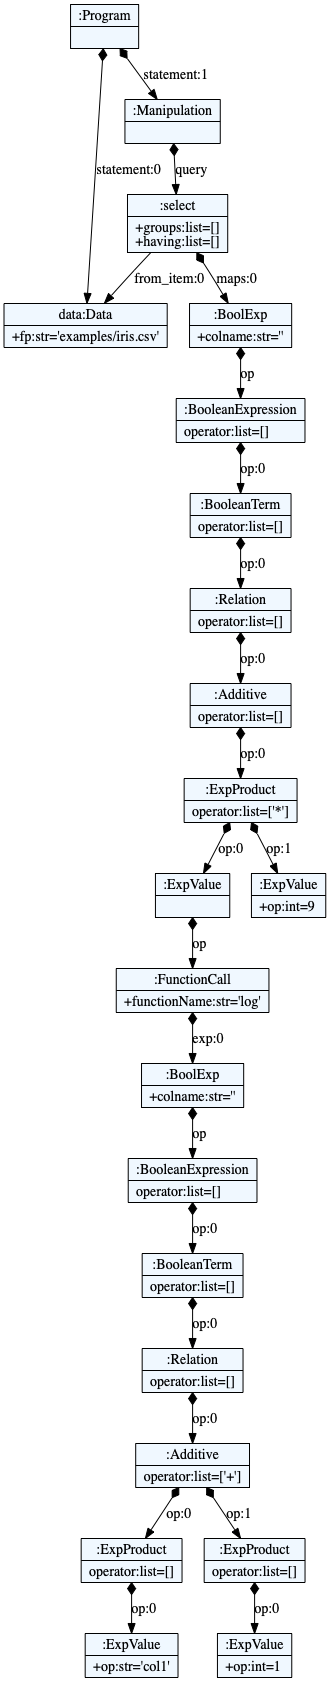 :Program
statement:1
:Manipulation
statement:0
query
:select
+groups:list=[]
+having:list=[]
from_item:0
maps:0
data:Data
+fp:str='examples/iris.csv'
:BoolExp
+colname:str=''
op
:BooleanExpression
operator:list=[]
op:0
:BooleanTerm
operator:list=[]
op:0
:Relation
operator:list=[]
op:0
:Additive
operator:list=[]
op:0
:ExpProduct
operator:list=['*']
op:0
op:1
:ExpValue
:ExpValue
+op:int=9
op
:FunctionCall
+functionName:str='log'
exp:0
:BoolExp
+colname:str=''
op
:BooleanExpression
operator:list=[]
op:0
:BooleanTerm
operator:list=[]
op:0
:Relation
operator:list=[]
op:0
:Additive
operator:list=['+']
op:0
op:1
:ExpProduct
operator:list=[]
:ExpProduct
operator:list=[]
op:0
op:0
:ExpValue
+op:str='col1'
:ExpValue
+op:int=1